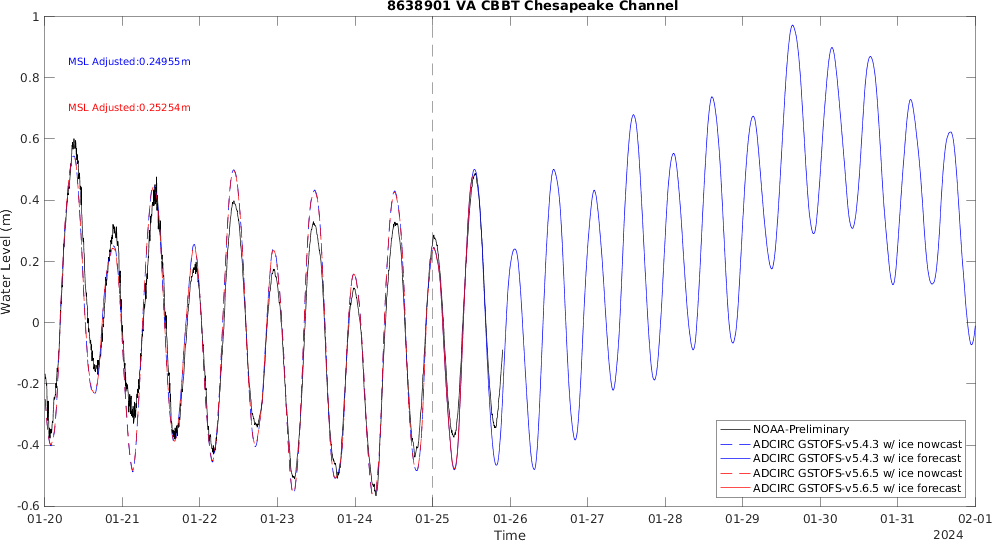 8638901 VA CBBT Chesapeake Channel
MSL Adjusted:0.24955m
MSL Adjusted:0.25254m
Water Level (m)
1
0.8
0.6
0.4
0.2
0
-0.2
-0.4
-0.6
NOAA-Preliminary
ADCIRC GSTOFS-v5.4.3 w/ ice nowcast
ADCIRC GSTOFS-v5.4.3 w/ ice forecast
ADCIRC GSTOFS-v5.6.5 w/ ice nowcast
ADCIRC GSTOFS-v5.6.5 w/ ice forecast
01-20 01-21 01-22 01-23 01-24 01-25 01-26 01-27 01-28 01-29 01-30 01-31 02-01
Time
2024